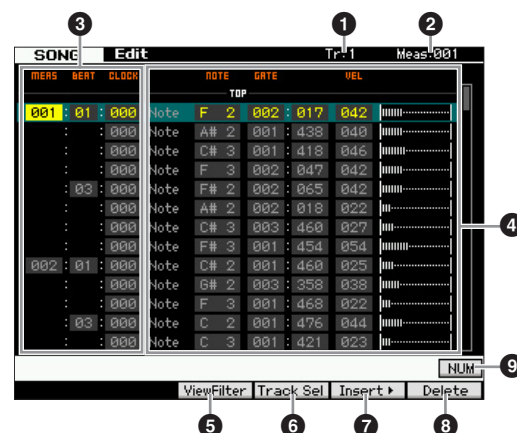 3 1 2
SONG Edit Tr:1 Meas:001
MEAS BEAT CLOCK NOTE GATE VEL
TOP
001 : 01 : 000 Note F 2 002 : 017 042
: : 000 Note A# 2 001 : 438 040
: : 000 Note C# 3 001 : 418 046
: : 000 Note F 3 002 : 047 042
: 03 : 000 Note F# 2 002 : 065 042
: : 000 Note A# 2 002 : 018 022
4
: : 000 Note C# 3 003 : 460 027
: : 000 Note F# 3 001 : 454 054
002 : 01 : 000 Note C# 2 001 : 460 025
: : 000 Note G# 2 003 : 358 038
: : 000 Note F 3 001 : 468 022
: 03 : 000 Note C 2 001 : 476 044
: : 000 Note C 3 001 : 421 023
NUM 9
ViewFilter Track Sel Insert Delete
5 6 7 8